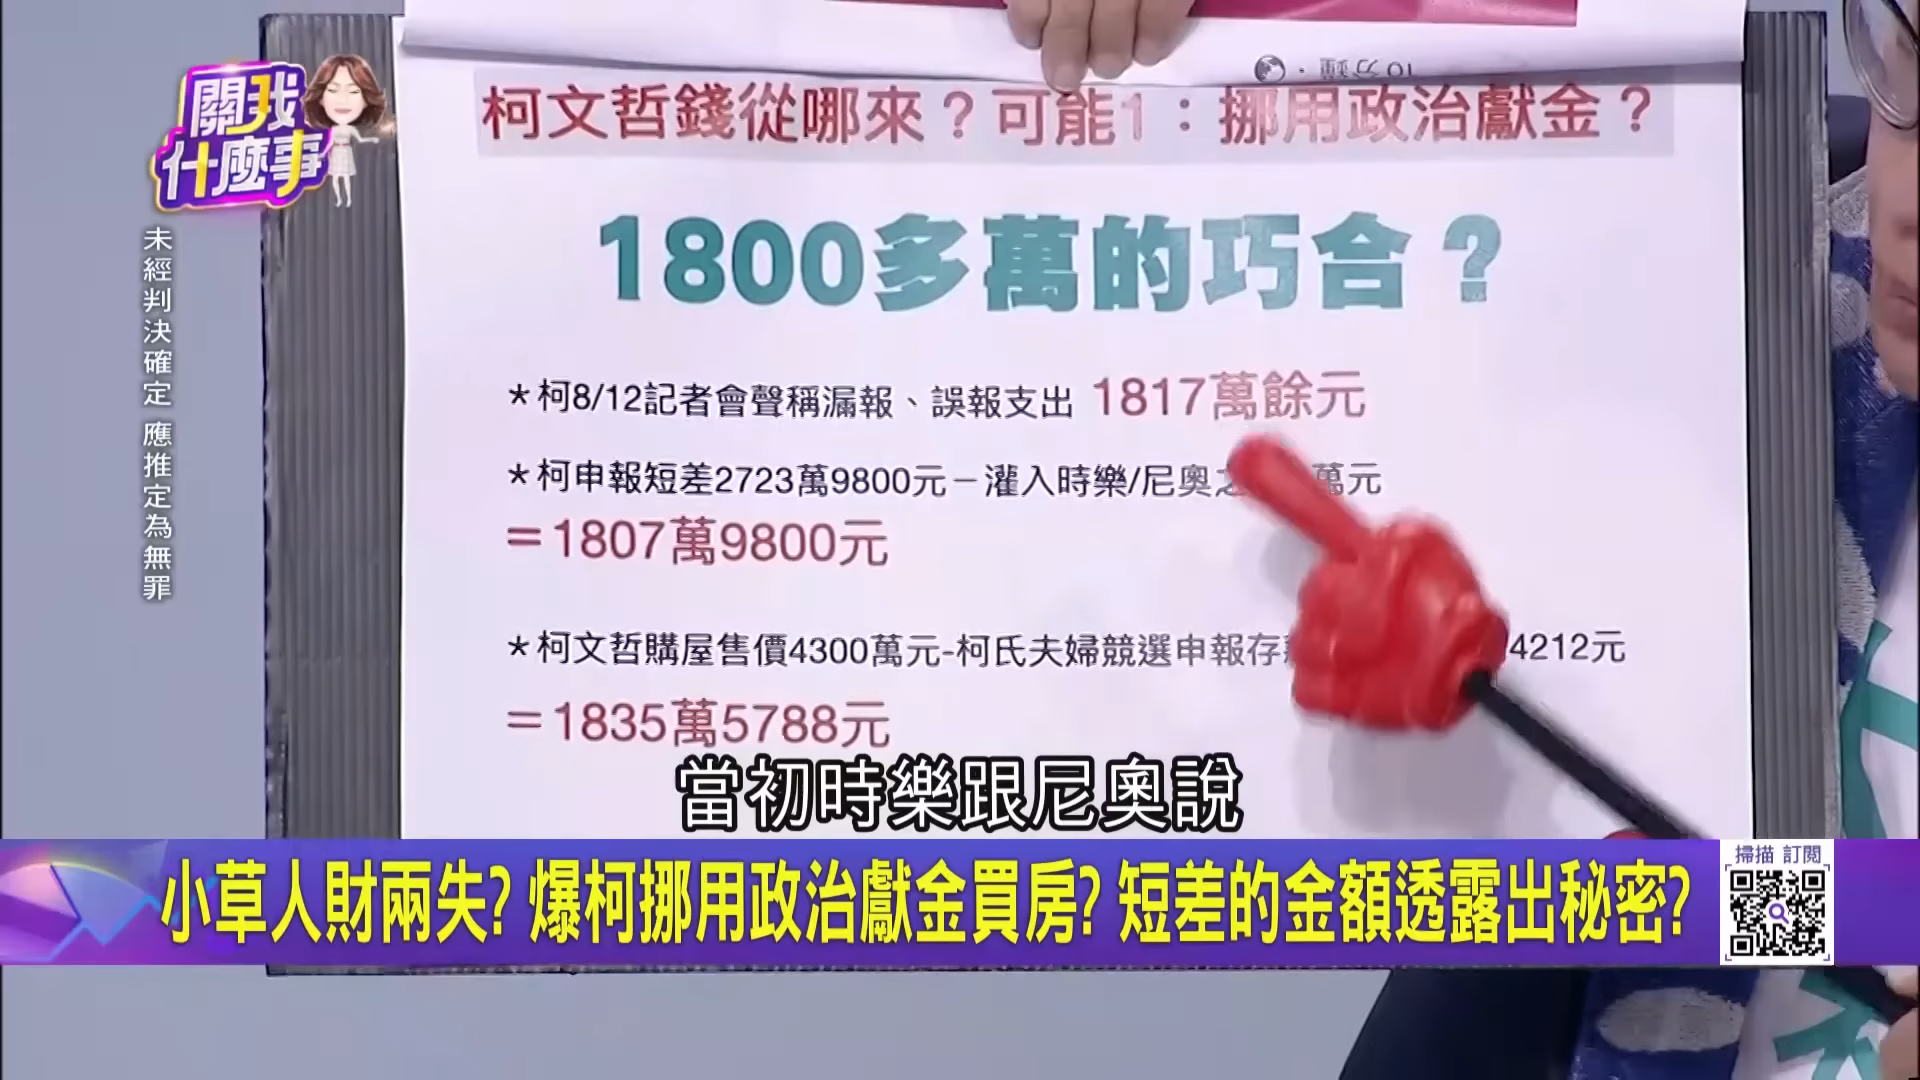 關我
什麼事
未經判決確定 應推定為無罪
10分鐘
柯文哲錢從哪來？可能1：挪用政治獻金？
1800多萬的巧合？
＊柯8/12記者會聲稱漏報、誤報支出 1817萬餘元
＊柯申報短差2723萬9800元－灌入時樂/尼奧 萬元
＝1807萬9800元
＊柯文哲購屋售價4300萬元-柯氏夫婦競選申報存 4212元
＝1835萬5788元
當初時樂跟尼奧說
小草人財兩失? 爆柯挪用政治獻金買房? 短差的金額透露出秘密?
掃描 訂閱